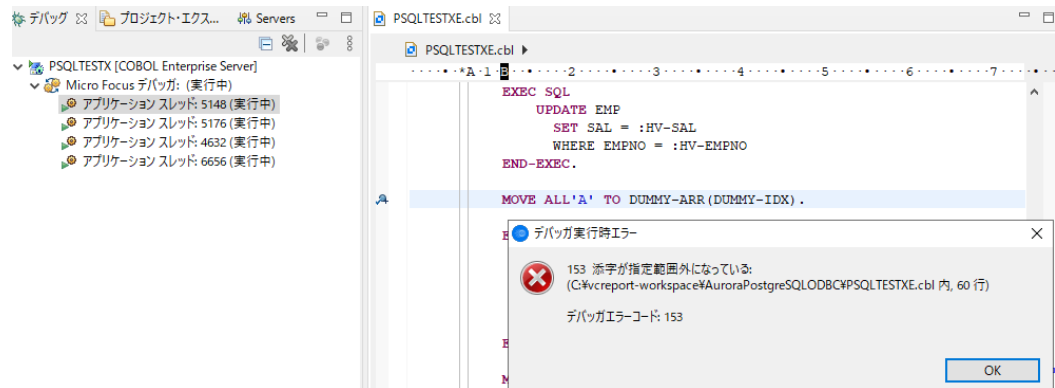 デバッグ プロジェクト・エクス... Servers
PSQLTESTX [COBOL Enterprise Server]
Micro Focus デバッガ: (実行中)
アプリケーション スレッド: 5148 (実行中)
アプリケーション スレッド: 5176 (実行中)
アプリケーション スレッド: 4632 (実行中)
アプリケーション スレッド: 6656 (実行中)
PSQLTESTXE.cbl
PSQLTESTXE.cbl
····•·*A·1·B··•····2····•····3····•····4····•····5····•····6····•····7··•··
EXEC SQL
UPDATE EMP
SET SAL = :HV-SAL
WHERE EMPNO = :HV-EMPNO
END-EXEC.
MOVE ALL'A' TO DUMMY-ARR(DUMMY-IDX).
E
デバッガ実行時エラー
153 添字が指定範囲外になっている:
(C:¥vcreport-workspace¥AuroraPostgreSQLODBC¥PSQLTESTXE.cbl 内, 60 行)
デバッガエラーコード: 153
E
OK
M